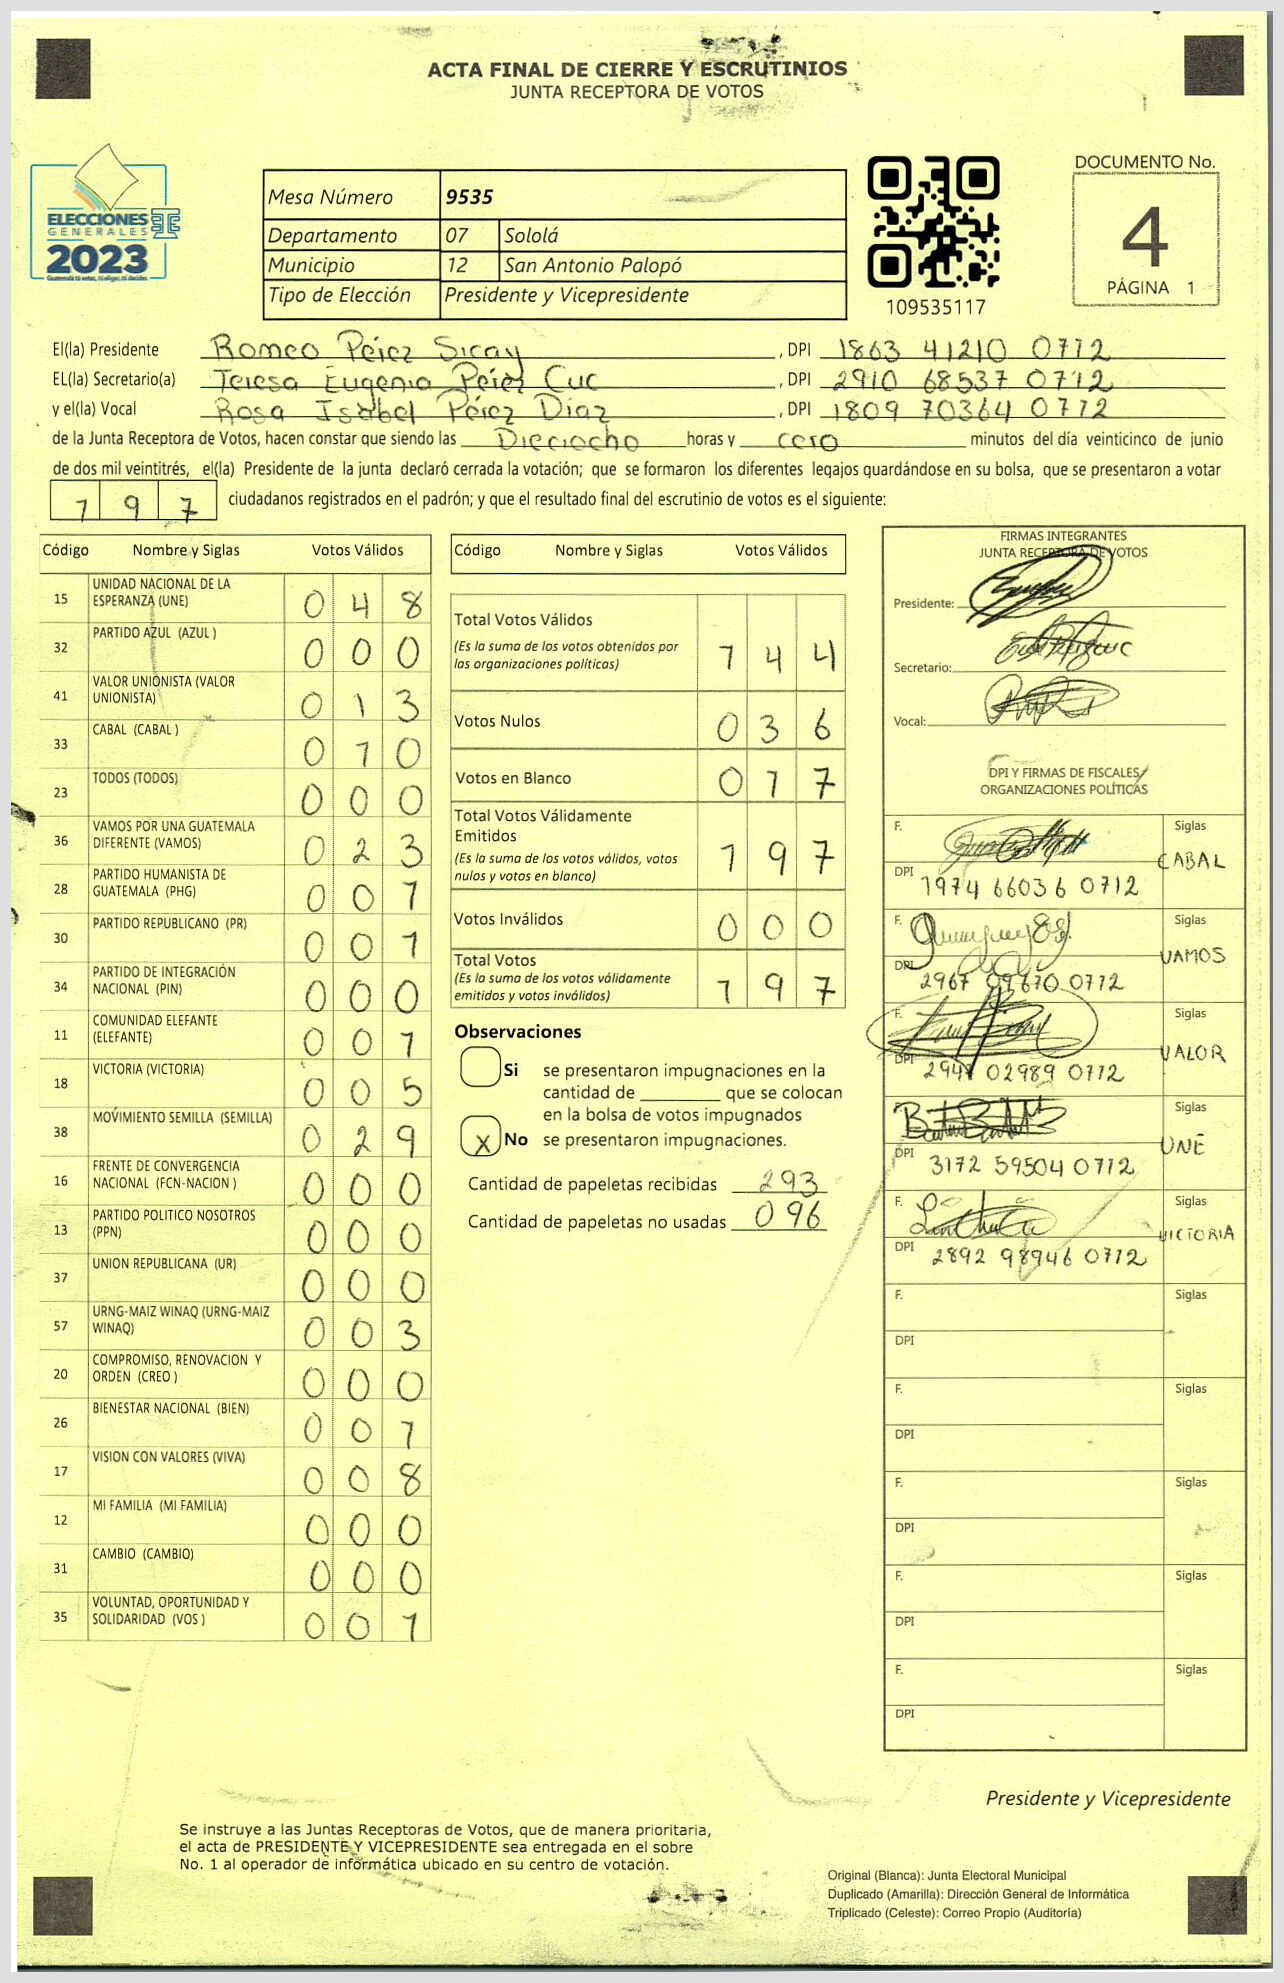 ACTA FINAL DE CIERRE Y ESCRUTINIOS
JUNTA RECEPTORA DE VOTOS
ELECCIONES
GENERALES
2023
Mesa Número 9535
Departamento 07 Sololá
Municipio 12 San Antonio Palopó
Tipo de Elección Presidente y Vicepresidente
109535117
DOCUMENTO No.
4
PÁGINA 1
El(la) Presidente Romeo Pérez Sicay , DPI 1863 41210 0712
EL(la) Secretario(a) Teresa Eugenia Pérez Cuc , DPI 2910 68537 0712
y el(la) Vocal Rosa Isabel Pérez Díaz , DPI 1809 70364 0712
de la Junta Receptora de Votos, hacen constar que siendo las Dieciocho horas y cero minutos del día veinticinco de junio
de dos mil veintitrés, el(la) Presidente de la junta declaró cerrada la votación; que se formaron los diferentes legajos guardándose en su bolsa, que se presentaron a votar
1 9 7 ciudadanos registrados en el padrón; y que el resultado final del escrutinio de votos es el siguiente:
Código Nombre y Siglas Votos Válidos
15 UNIDAD NACIONAL DE LA
ESPERANZA (UNE) 0 4 8
32 PARTIDO AZUL (AZUL ) 0 0 0
41 VALOR UNIONISTA (VALOR
UNIONISTA) 0 1 3
33 CABAL (CABAL ) 0 1 0
23 TODOS (TODOS) 0 0 0
36 VAMOS POR UNA GUATEMALA
DIFERENTE (VAMOS) 0 2 3
28 PARTIDO HUMANISTA DE
GUATEMALA (PHG) 0 0 1
30 PARTIDO REPUBLICANO (PR) 0 0 1
34 PARTIDO DE INTEGRACIÓN
NACIONAL (PIN) 0 0 0
11 COMUNIDAD ELEFANTE
(ELEFANTE) 0 0 1
18 VICTORIA (VICTORIA) 0 0 5
38 MOVIMIENTO SEMILLA (SEMILLA) 0 2 9
16 FRENTE DE CONVERGENCIA
NACIONAL (FCN-NACION ) 0 0 0
13 PARTIDO POLITICO NOSOTROS
(PPN) 0 0 0
37 UNION REPUBLICANA (UR) 0 0 0
57 URNG-MAIZ WINAQ (URNG-MAIZ
WINAQ) 0 0 3
20 COMPROMISO, RENOVACION Y
ORDEN (CREO ) 0 0 0
26 BIENESTAR NACIONAL (BIEN) 0 0 1
17 VISION CON VALORES (VIVA) 0 0 8
12 MI FAMILIA (MI FAMILIA) 0 0 0
31 CAMBIO (CAMBIO) 0 0 0
35 VOLUNTAD, OPORTUNIDAD Y
SOLIDARIDAD (VOS ) 0 0 1
Código Nombre y Siglas Votos Válidos
Total Votos Válidos
(Es la suma de los votos obtenidos por
las organizaciones políticas) 1 4 4
Votos Nulos 0 3 6
Votos en Blanco 0 1 7
Total Votos Válidamente
Emitidos
(Es la suma de los votos válidos, votos
nulos y votos en blanco) 1 9 7
Votos Inválidos 0 0 0
Total Votos
(Es la suma de los votos válidamente
emitidos y votos inválidos) 1 9 7
Observaciones
Si se presentaron impugnaciones en la
cantidad de ________ que se colocan
en la bolsa de votos impugnados
X No se presentaron impugnaciones.
Cantidad de papeletas recibidas 293
Cantidad de papeletas no usadas 096
FIRMAS INTEGRANTES
JUNTA RECEPTORA DE VOTOS
Presidente:
Secretario:
Vocal:
DPI Y FIRMAS DE FISCALES
ORGANIZACIONES POLÍTICAS
F. Siglas
CABAL
DPI 1974 66036 0712
F. Siglas
VAMOS
DPI 2967 09670 0712
F. Siglas
VALOR
DPI 2947 02989 0712
Siglas
UNE
DPI 3172 59504 0712
F. Siglas
VICTORIA
DPI 2892 98946 0712
F. Siglas
DPI
F. Siglas
DPI
F. Siglas
DPI
F. Siglas
DPI
F. Siglas
DPI
Presidente y Vicepresidente
Se instruye a las Juntas Receptoras de Votos, que de manera prioritaria,
el acta de PRESIDENTE Y VICEPRESIDENTE sea entregada en el sobre
No. 1 al operador de informática ubicado en su centro de votación.
Original (Blanca): Junta Electoral Municipal
Duplicado (Amarilla): Dirección General de Informática
Triplicado (Celeste): Correo Propio (Auditoría)